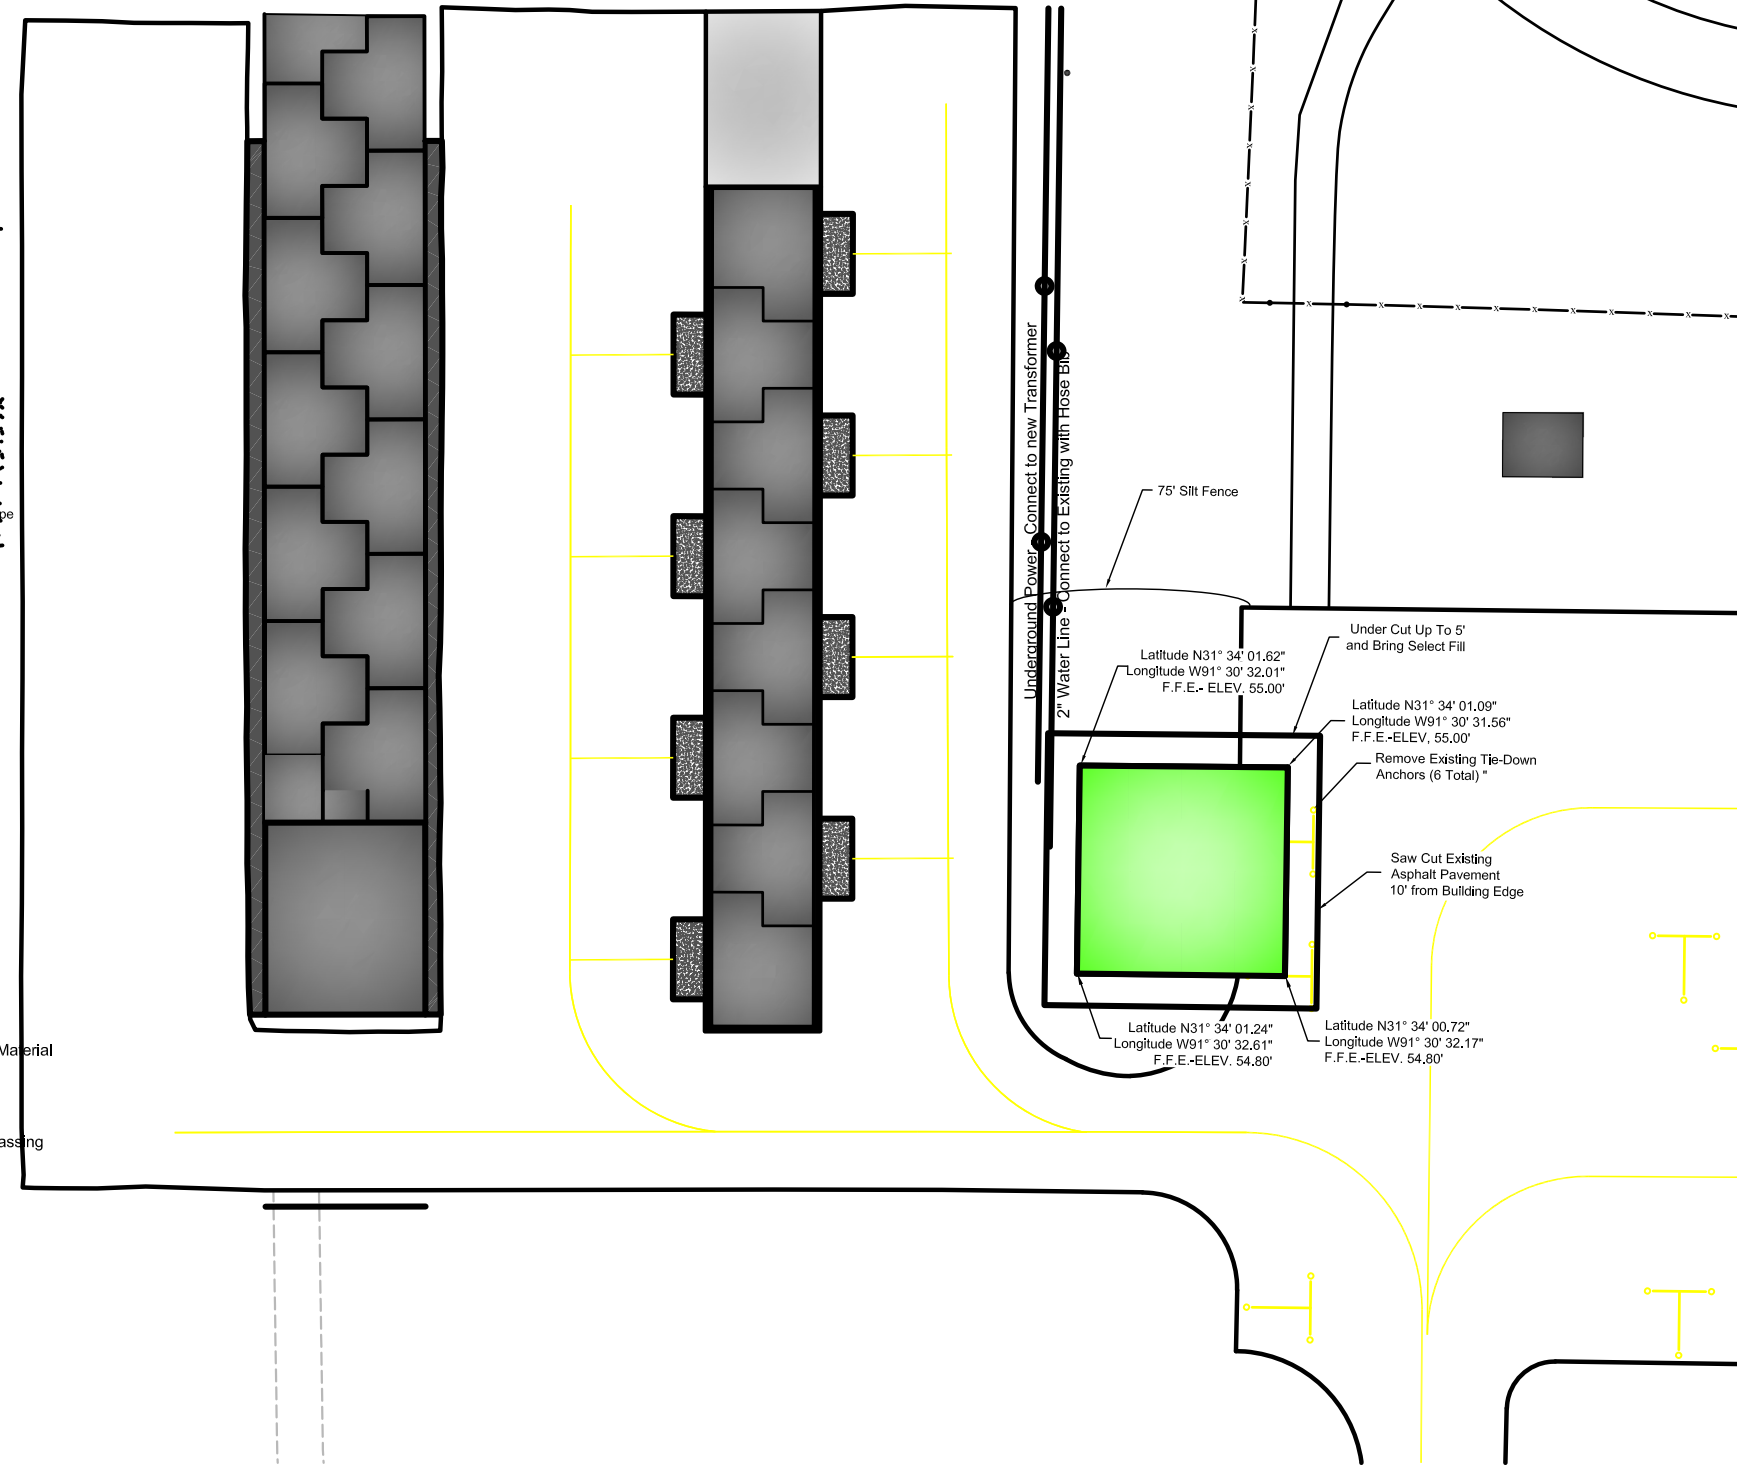 pe
Material
assing
Underground Power - Connect to new Transformer
2" Water Line - Connect to Existing with Hose Bib
75' Silt Fence
Under Cut Up To 5'
and Bring Select Fill
Latitude N31° 34' 01.62"
Longitude W91° 30' 32.01"
F.F.E.- ELEV. 55.00'
Latitude N31° 34' 01.09"
Longitude W91° 30' 31.56"
F.F.E.-ELEV, 55.00'
Remove Existing Tie-Down
Anchors (6 Total) "
Saw Cut Existing
Asphalt Pavement
10' from Building Edge
Latitude N31° 34' 01.24"
Longitude W91° 30' 32.61"
F.F.E.-ELEV. 54.80'
Latitude N31° 34' 00.72"
Longitude W91° 30' 32.17"
F.F.E.-ELEV. 54.80'